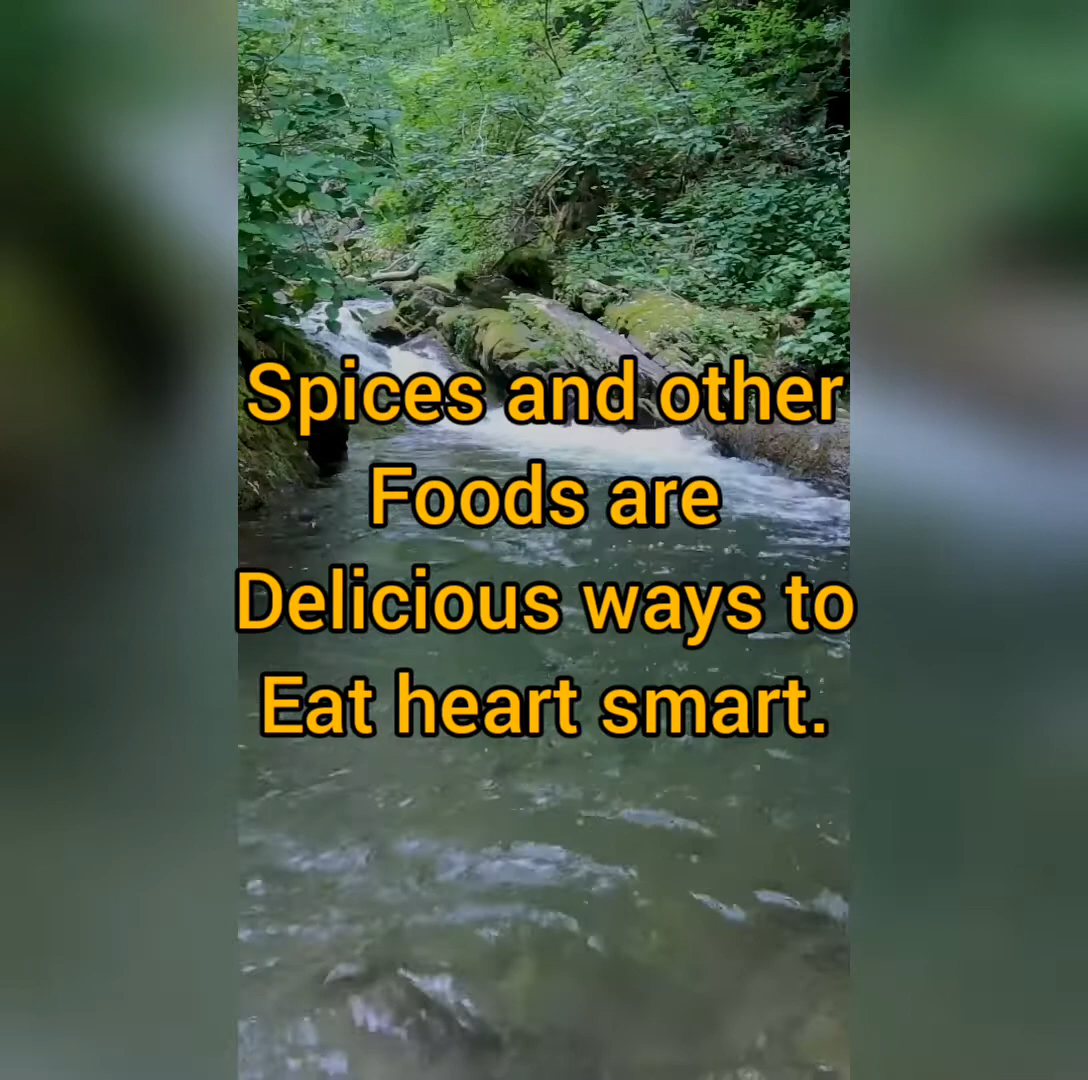 Spices and other
Foods are
Delicious ways to
Eat heart smart.